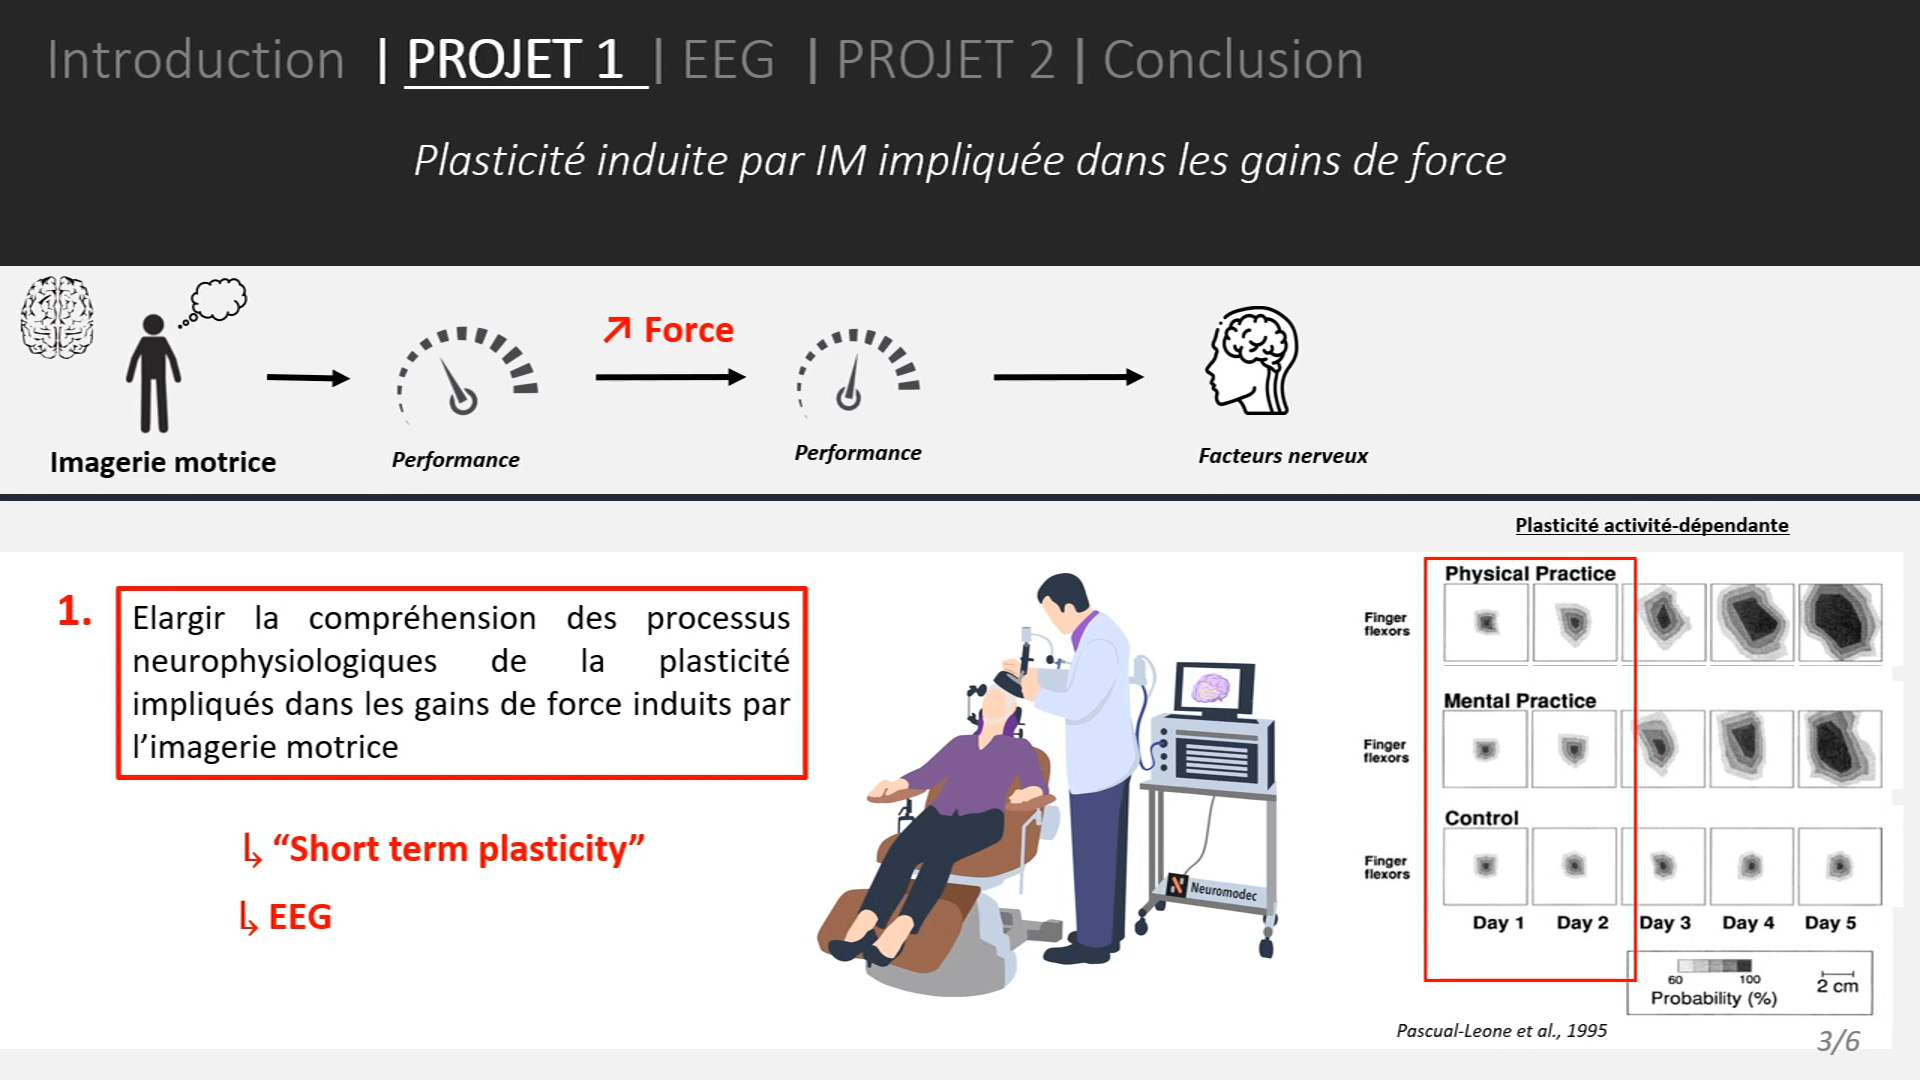 Introduction | PROJET 1 | EEG | PROJET 2 | Conclusion
Plasticité induite par IM impliquée dans les gains de force
↗ Force
Imagerie motrice
Performance
Performance
Facteurs nerveux
Plasticité activité-dépendante
1.
Elargir la compréhension des processus
neurophysiologiques de la plasticité
impliqués dans les gains de force induits par
l’imagerie motrice
↳ “Short term plasticity”
↳ EEG
Neuromodec
Physical Practice
Finger
flexors
Mental Practice
Finger
flexors
Control
Finger
flexors
Day 1 Day 2 Day 3 Day 4 Day 5
60 100
Probability (%)
2 cm
Pascual-Leone et al., 1995
3/6